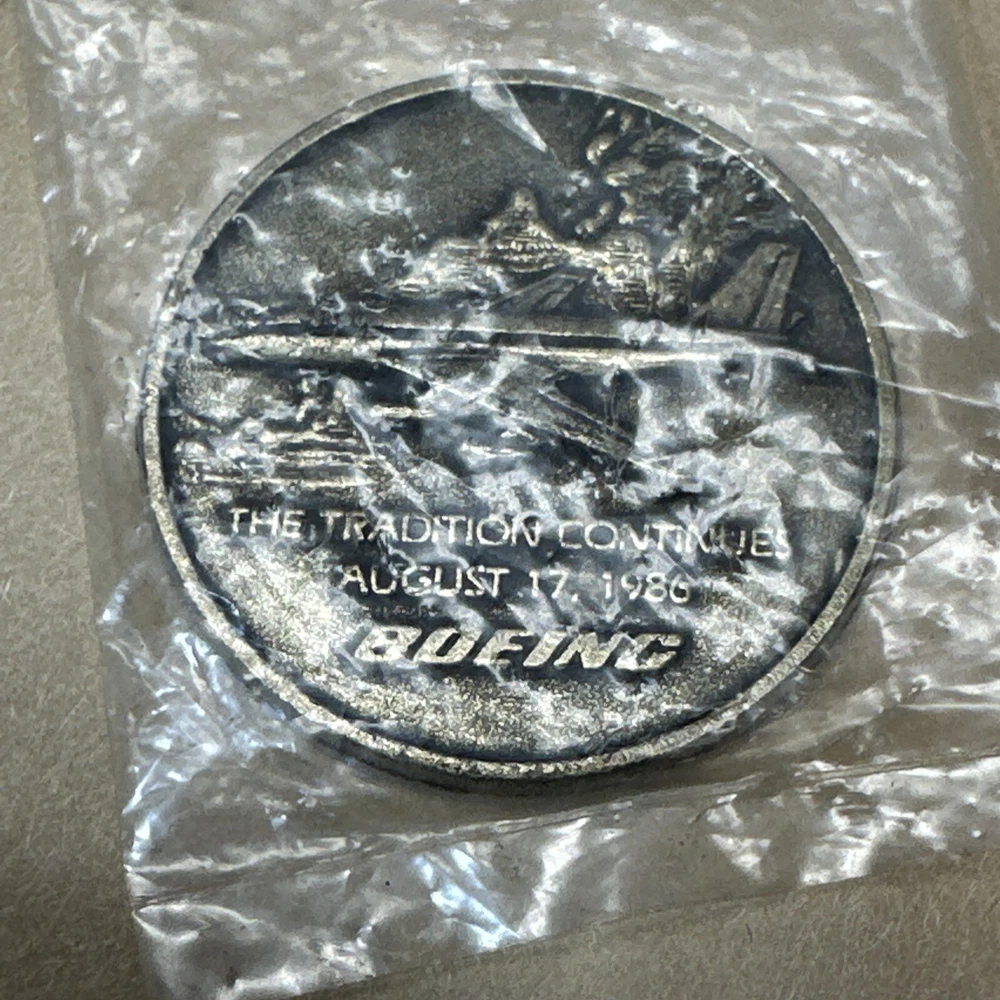 THE TRADITION CONTINUES
AUGUST 17, 1986
BOEING